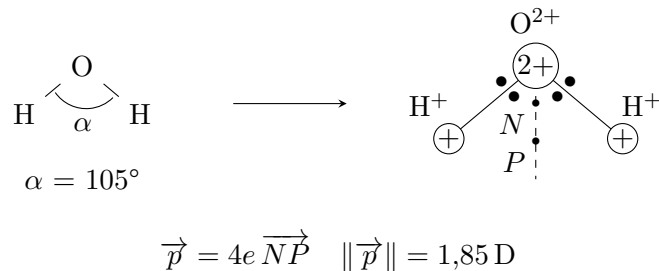 O
H H
α
α = 105°
O²⁺
2+
H⁺ H⁺
+ +
N
P
p⃗ = 4e NP⃗ ‖p⃗‖ = 1,85 D